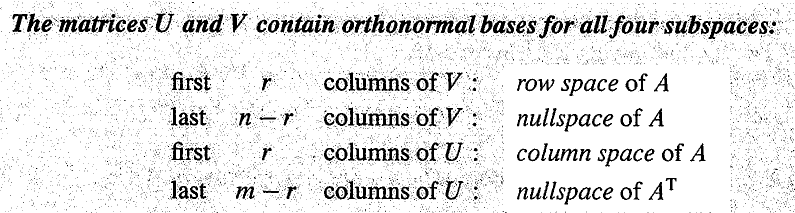 The matrices U and V contain orthonormal bases for all four subspaces:
first r columns of V : row space of A
last n − r columns of V : nullspace of A
first r columns of U : column space of A
last m − r columns of U : nullspace of Aᵀ